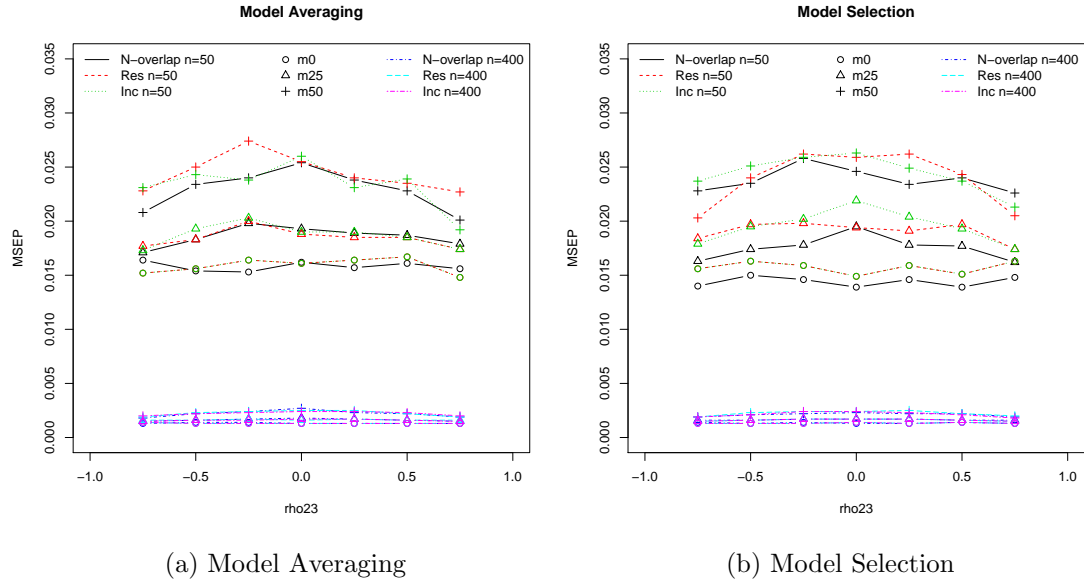 Model Averaging
N-overlap n=50 m0 N-overlap n=400
Res n=50 m25 Res n=400
Inc n=50 m50 Inc n=400
0.035
0.030
0.025
0.020
0.015
0.010
0.005
0.000
MSEP
−1.0 −0.5 0.0 0.5 1.0
rho23
(a) Model Averaging
Model Selection
N-overlap n=50 m0 N-overlap n=400
Res n=50 m25 Res n=400
Inc n=50 m50 Inc n=400
0.035
0.030
0.025
0.020
0.015
0.010
0.005
0.000
MSEP
−1.0 −0.5 0.0 0.5 1.0
rho23
(b) Model Selection